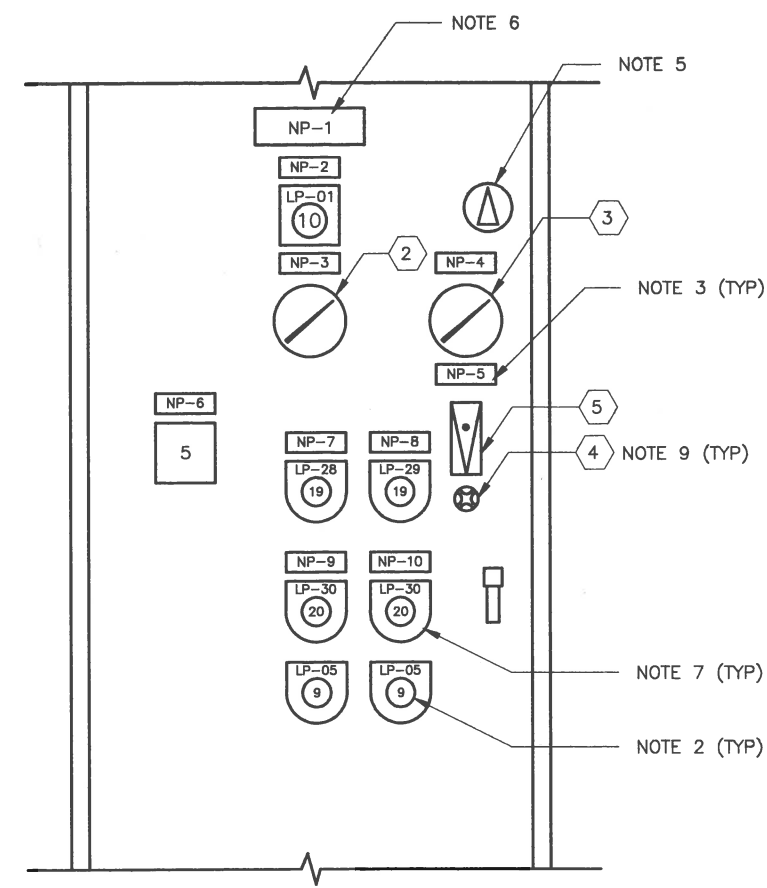 NOTE 6
NOTE 5
NP-1
NP-2
LP-01
10
3
2
NP-3
NP-4
NOTE 3 (TYP)
NP-5
NP-6
5
5
NP-7
NP-8
4 NOTE 9 (TYP)
LP-28
LP-29
19
19
NP-9
NP-10
LP-30
LP-30
20
20
NOTE 7 (TYP)
LP-05
LP-05
9
9
NOTE 2 (TYP)